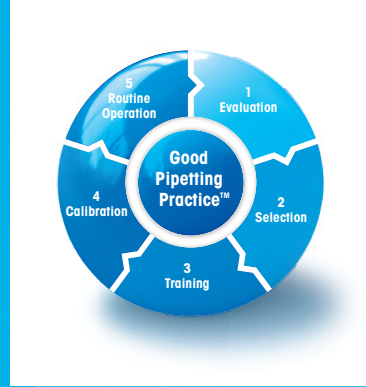 1
Evaluation
2
Selection
3
Training
4
Calibration
5
Routine
Operation
Good
Pipetting
Practice™